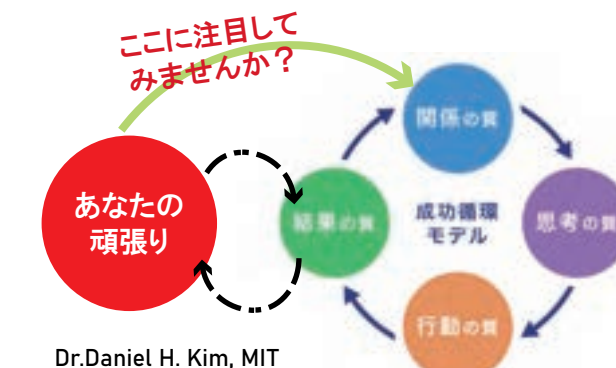 ここに注目して
みませんか？
あなたの
頑張り
関係の質
結果の質
成功循環
モデル
思考の質
行動の質
Dr.Daniel H. Kim, MIT